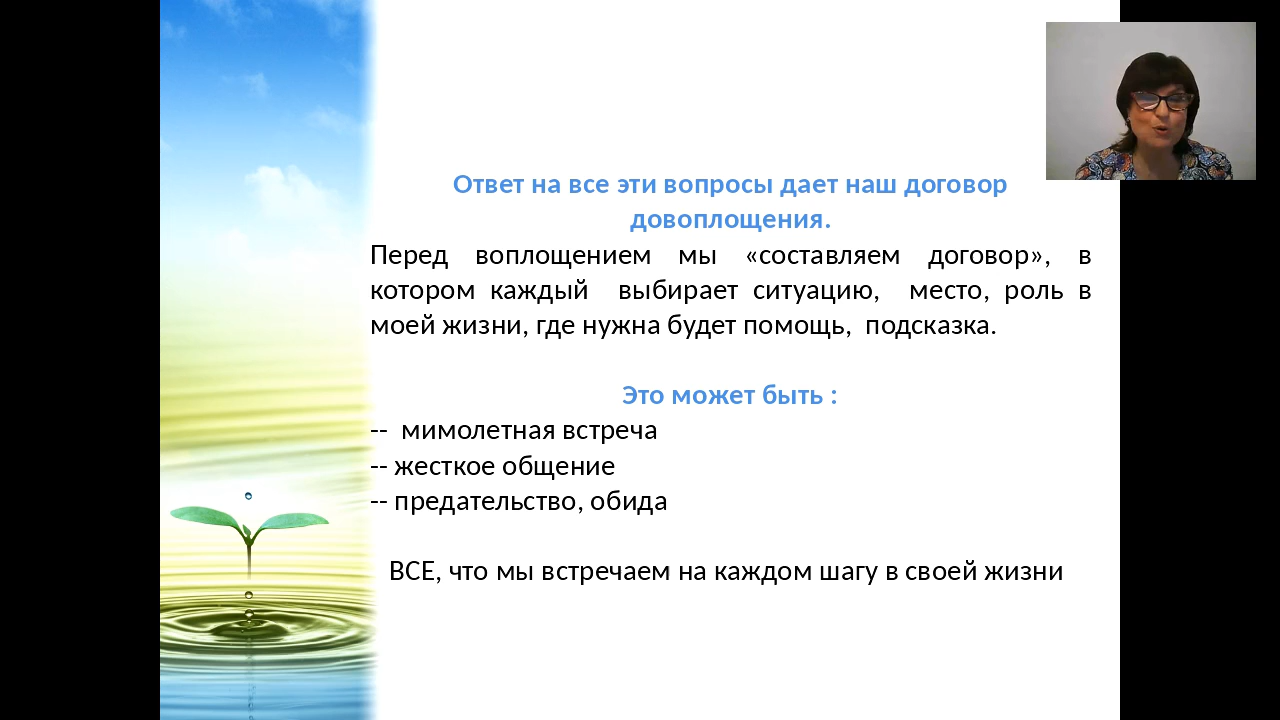 Ответ на все эти вопросы дает наш договор
довоплощения.
Перед воплощением мы «составляем договор», в
котором каждый выбирает ситуацию, место, роль в
моей жизни, где нужна будет помощь, подсказка.
Это может быть :
-- мимолетная встреча
-- жесткое общение
-- предательство, обида
ВСЕ, что мы встречаем на каждом шагу в своей жизни